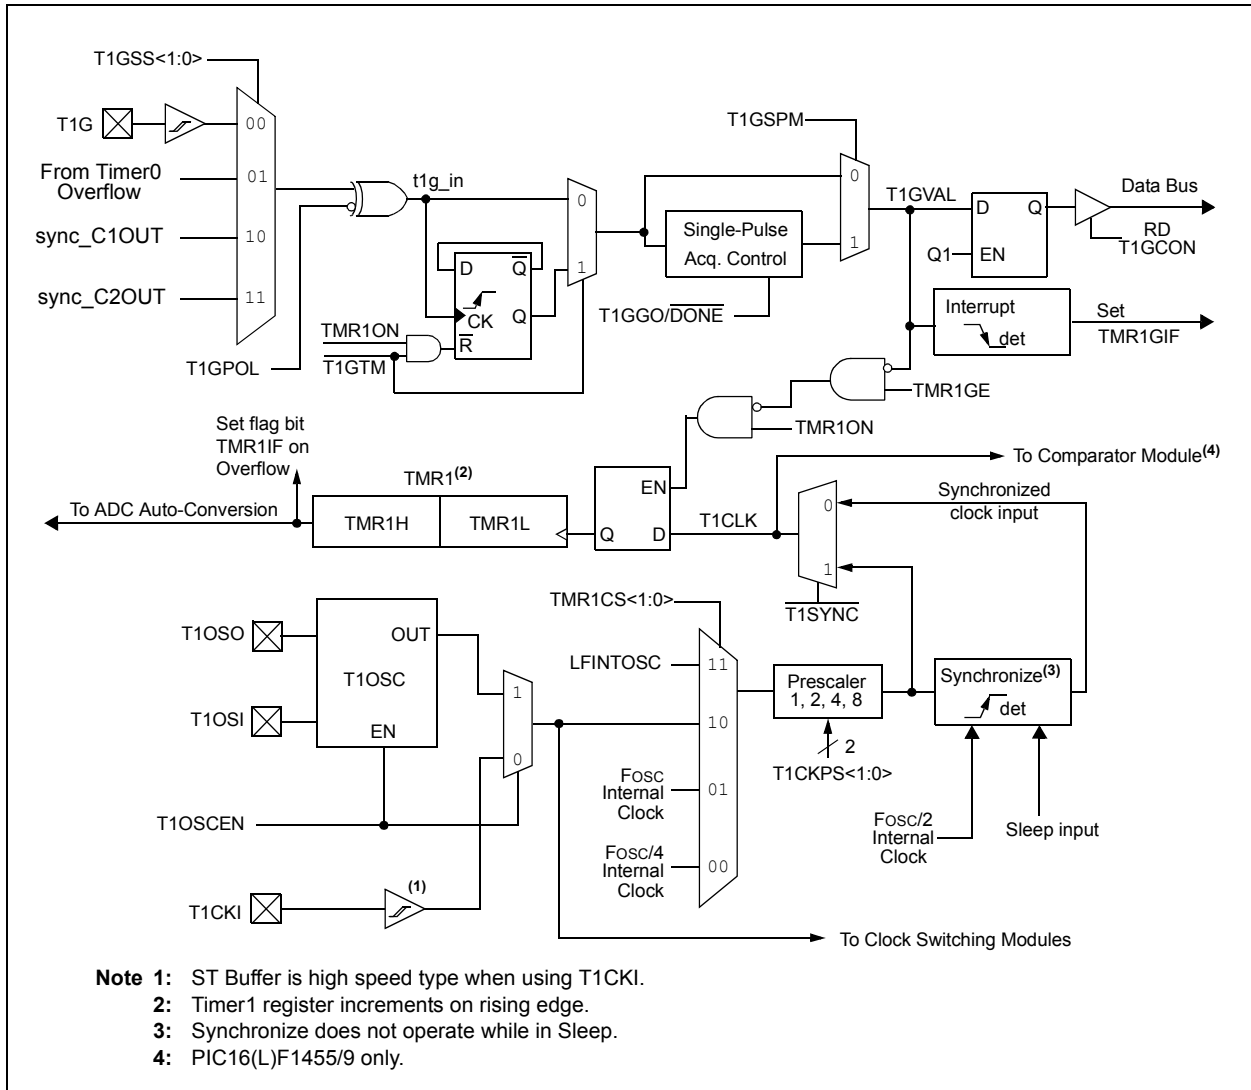 T1GSS<1:0>
T1G
00
From Timer0
Overflow
01
sync_C1OUT
10
sync_C2OUT
11
T1GPOL
t1g_in
0
1
D
Q̅
CK
Q
R̅
TMR1ON
T1GTM
T1GSPM
0
1
Single-Pulse
Acq. Control
T1GGO/D̅O̅N̅E̅
T1GVAL
D
Q
Q1
EN
Data Bus
RD
T1GCON
Interrupt
det
Set
TMR1GIF
TMR1GE
TMR1ON
Set flag bit
TMR1IF on
Overflow
To ADC Auto-Conversion
TMR1(2)
TMR1H
TMR1L
EN
Q
D
T1CLK
To Comparator Module(4)
0
1
Synchronized
clock input
T̅1̅S̅Y̅N̅C̅
T1OSO
T1OSI
OUT
T1OSC
EN
1
0
T1OSCEN
T1CKI
(1)
TMR1CS<1:0>
LFINTOSC
11
10
FOSC
Internal
Clock
01
FOSC/4
Internal
Clock
00
Prescaler
1, 2, 4, 8
2
T1CKPS<1:0>
Synchronize(3)
det
FOSC/2
Internal
Clock
Sleep input
To Clock Switching Modules
Note 1: ST Buffer is high speed type when using T1CKI.
2: Timer1 register increments on rising edge.
3: Synchronize does not operate while in Sleep.
4: PIC16(L)F1455/9 only.